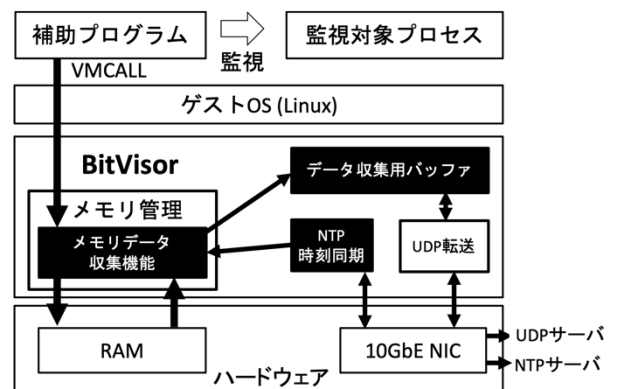 補助プログラム
監視
監視対象プロセス
VMCALL
ゲストOS (Linux)
BitVisor
データ収集用バッファ
メモリ管理
メモリデータ
収集機能
NTP
時刻同期
UDP転送
RAM
10GbE NIC
UDPサーバ
NTPサーバ
ハードウェア